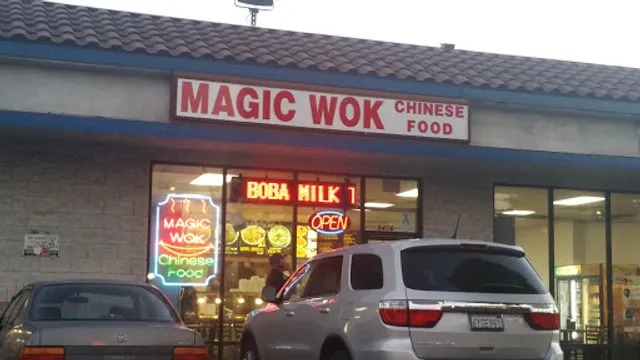 MAGIC WOK CHINESE
FOOD
BOBA MILK T
OPEN
MAGIC
WOK
Chinese
Food